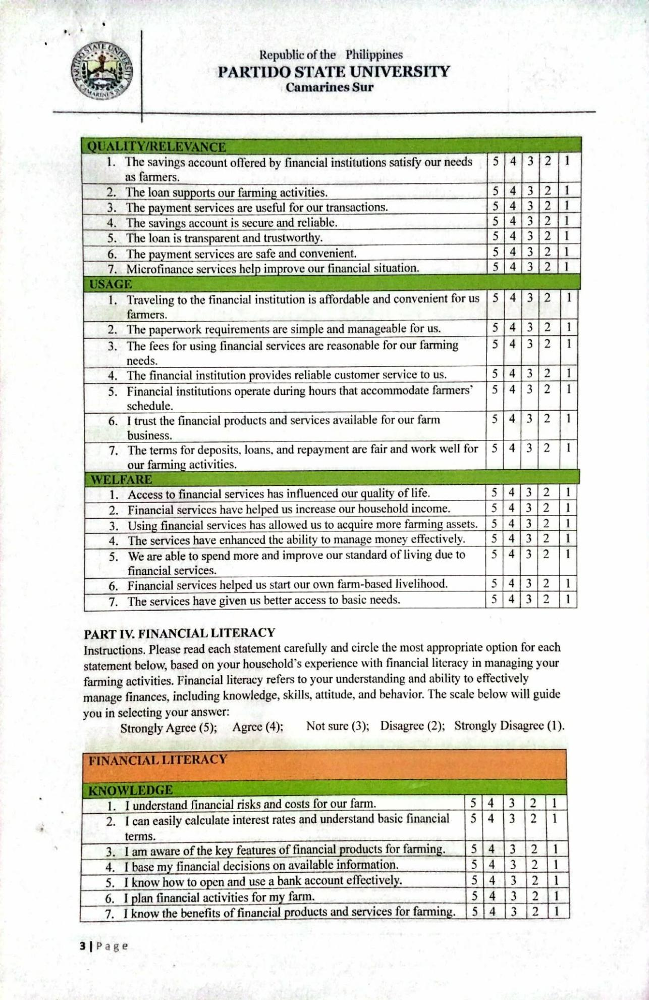 PARTIDO STATE UNIVERSITY
CAMARINES SUR
Republic of the Philippines
PARTIDO STATE UNIVERSITY
Camarines Sur
QUALITY/RELEVANCE
1. The savings account offered by financial institutions satisfy our needs 5 4 3 2 1
as farmers.
2. The loan supports our farming activities. 5 4 3 2 1
3. The payment services are useful for our transactions. 5 4 3 2 1
4. The savings account is secure and reliable. 5 4 3 2 1
5. The loan is transparent and trustworthy. 5 4 3 2 1
6. The payment services are safe and convenient. 5 4 3 2 1
7. Microfinance services help improve our financial situation. 5 4 3 2 1
USAGE
1. Traveling to the financial institution is affordable and convenient for us 5 4 3 2 1
farmers.
2. The paperwork requirements are simple and manageable for us. 5 4 3 2 1
3. The fees for using financial services are reasonable for our farming 5 4 3 2 1
needs.
4. The financial institution provides reliable customer service to us. 5 4 3 2 1
5. Financial institutions operate during hours that accommodate farmers' 5 4 3 2 1
schedule.
6. I trust the financial products and services available for our farm 5 4 3 2 1
business.
7. The terms for deposits, loans, and repayment are fair and work well for 5 4 3 2 1
our farming activities.
WELFARE
1. Access to financial services has influenced our quality of life. 5 4 3 2 1
2. Financial services have helped us increase our household income. 5 4 3 2 1
3. Using financial services has allowed us to acquire more farming assets. 5 4 3 2 1
4. The services have enhanced the ability to manage money effectively. 5 4 3 2 1
5. We are able to spend more and improve our standard of living due to 5 4 3 2 1
financial services.
6. Financial services helped us start our own farm-based livelihood. 5 4 3 2 1
7. The services have given us better access to basic needs. 5 4 3 2 1
PART IV. FINANCIAL LITERACY
Instructions. Please read each statement carefully and circle the most appropriate option for each
statement below, based on your household's experience with financial literacy in managing your
farming activities. Financial literacy refers to your understanding and ability to effectively
manage finances, including knowledge, skills, attitude, and behavior. The scale below will guide
you in selecting your answer:
Strongly Agree (5); Agree (4); Not sure (3); Disagree (2); Strongly Disagree (1).
FINANCIAL LITERACY
KNOWLEDGE
1. I understand financial risks and costs for our farm. 5 4 3 2 1
2. I can easily calculate interest rates and understand basic financial 5 4 3 2 1
terms.
3. I am aware of the key features of financial products for farming. 5 4 3 2 1
4. I base my financial decisions on available information. 5 4 3 2 1
5. I know how to open and use a bank account effectively. 5 4 3 2 1
6. I plan financial activities for my farm. 5 4 3 2 1
7. I know the benefits of financial products and services for farming. 5 4 3 2 1
3 | Page